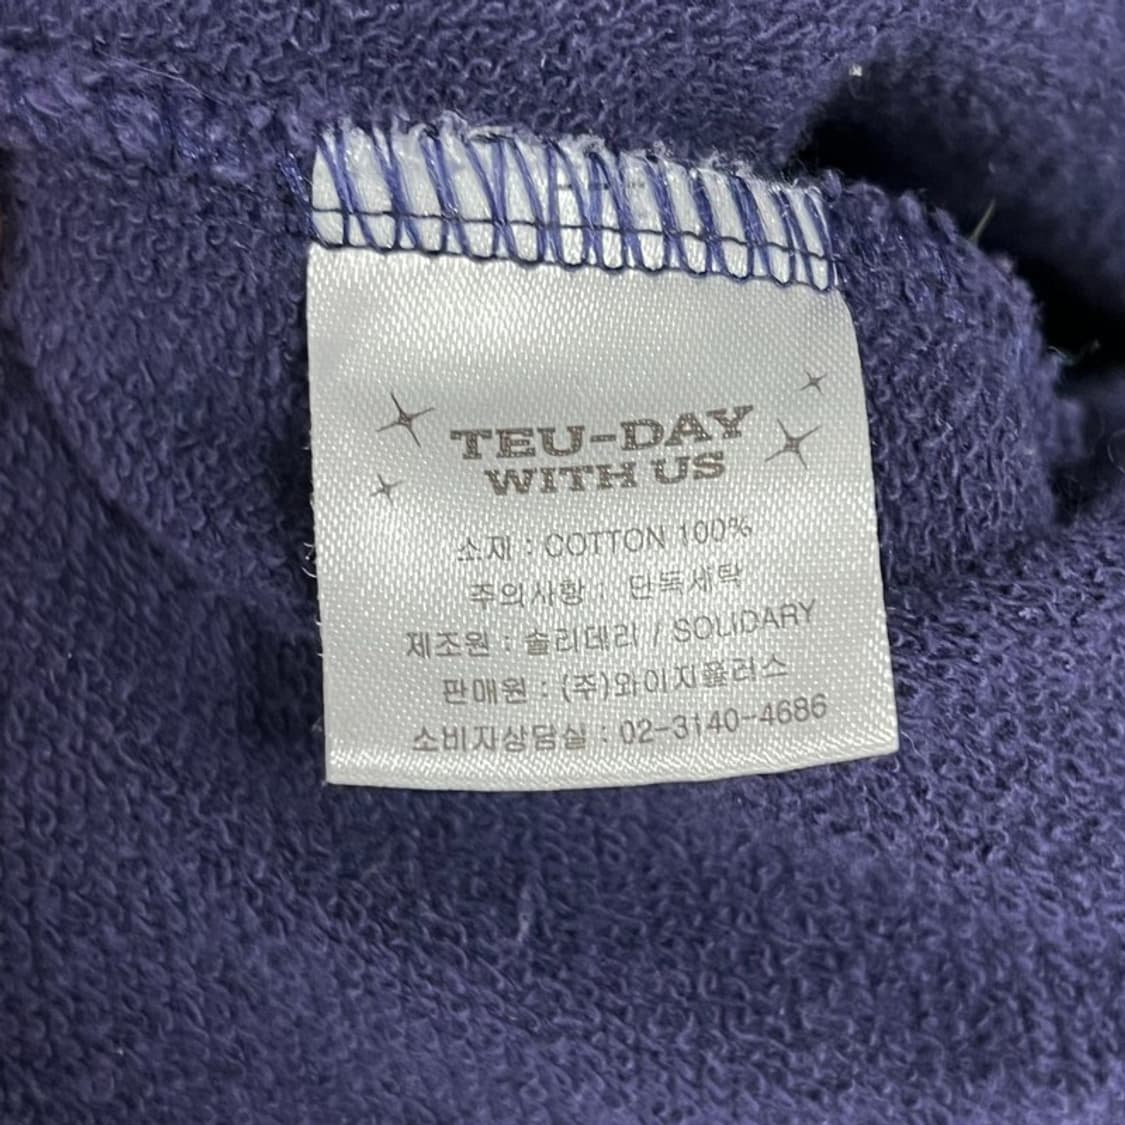 TEU-DAY
WITH US
소재 : COTTON 100%
주의사항 : 단독세탁
제조원 : 솔리데리 / SOLIDARY
판매원 : (주)와이지플러스
소비자상담실 : 02-3140-4686